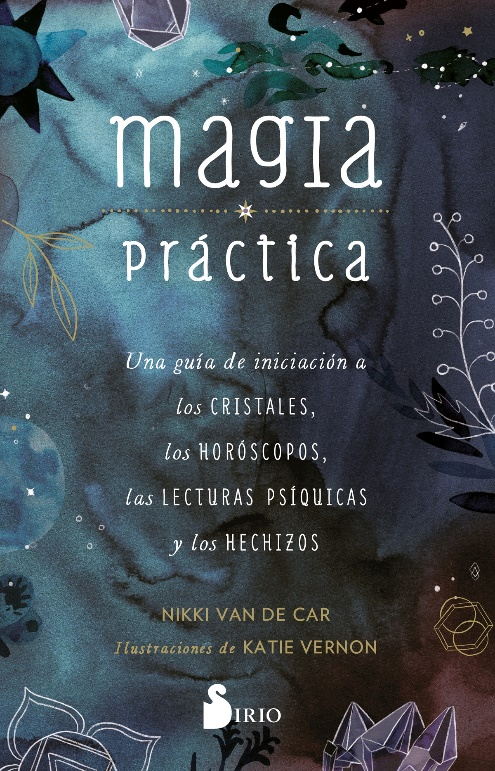 magia
práctica
Una guía de iniciación a
los CRISTALES,
los HORÓSCOPOS,
las LECTURAS PSÍQUICAS
y los HECHIZOS
NIKKI VAN DE CAR
Ilustraciones de KATIE VERNON
SIRIO